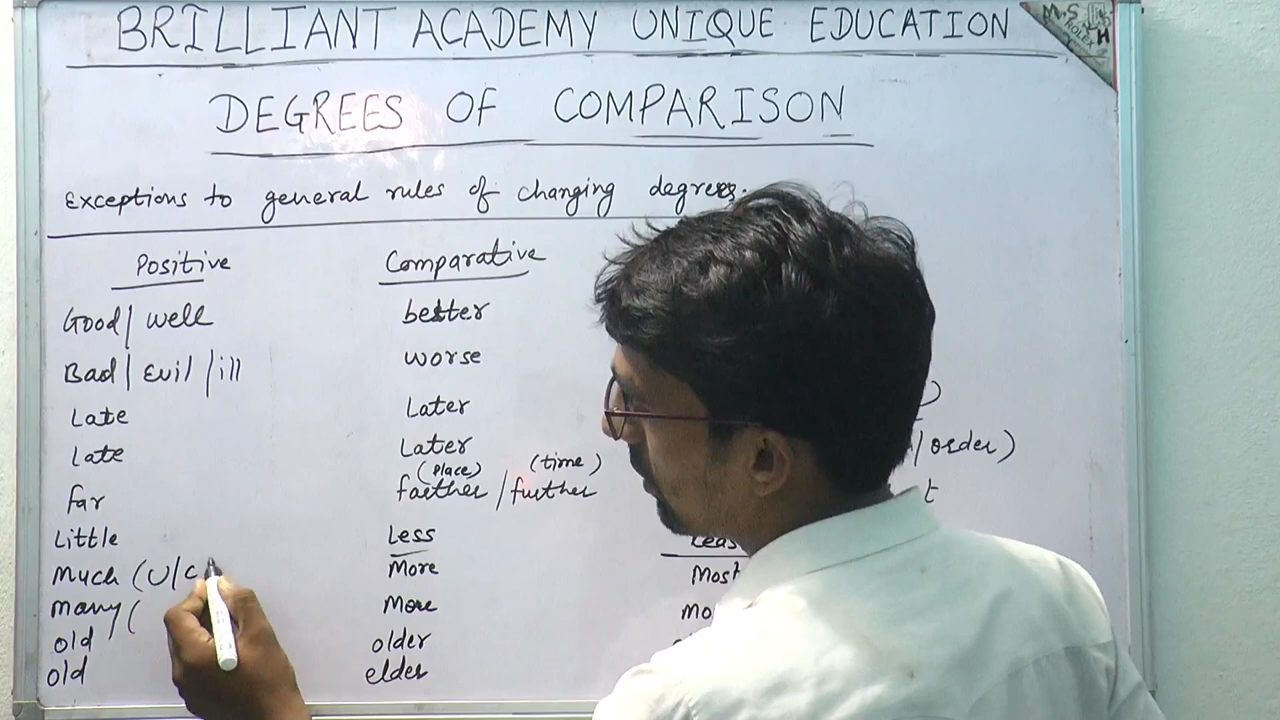 BRILLIANT ACADEMY UNIQUE EDUCATION
DEGREES OF COMPARISON
Exceptions to general rules of changing degrees.
Positive Comparative
Good/ well better
Bad/ Evil /ill worse
Late Later
Late Later /order)
(place) (time)
far farther /further t
Little Less Leas
Much (U/C More Most
Many ( More mo
old older
old elder